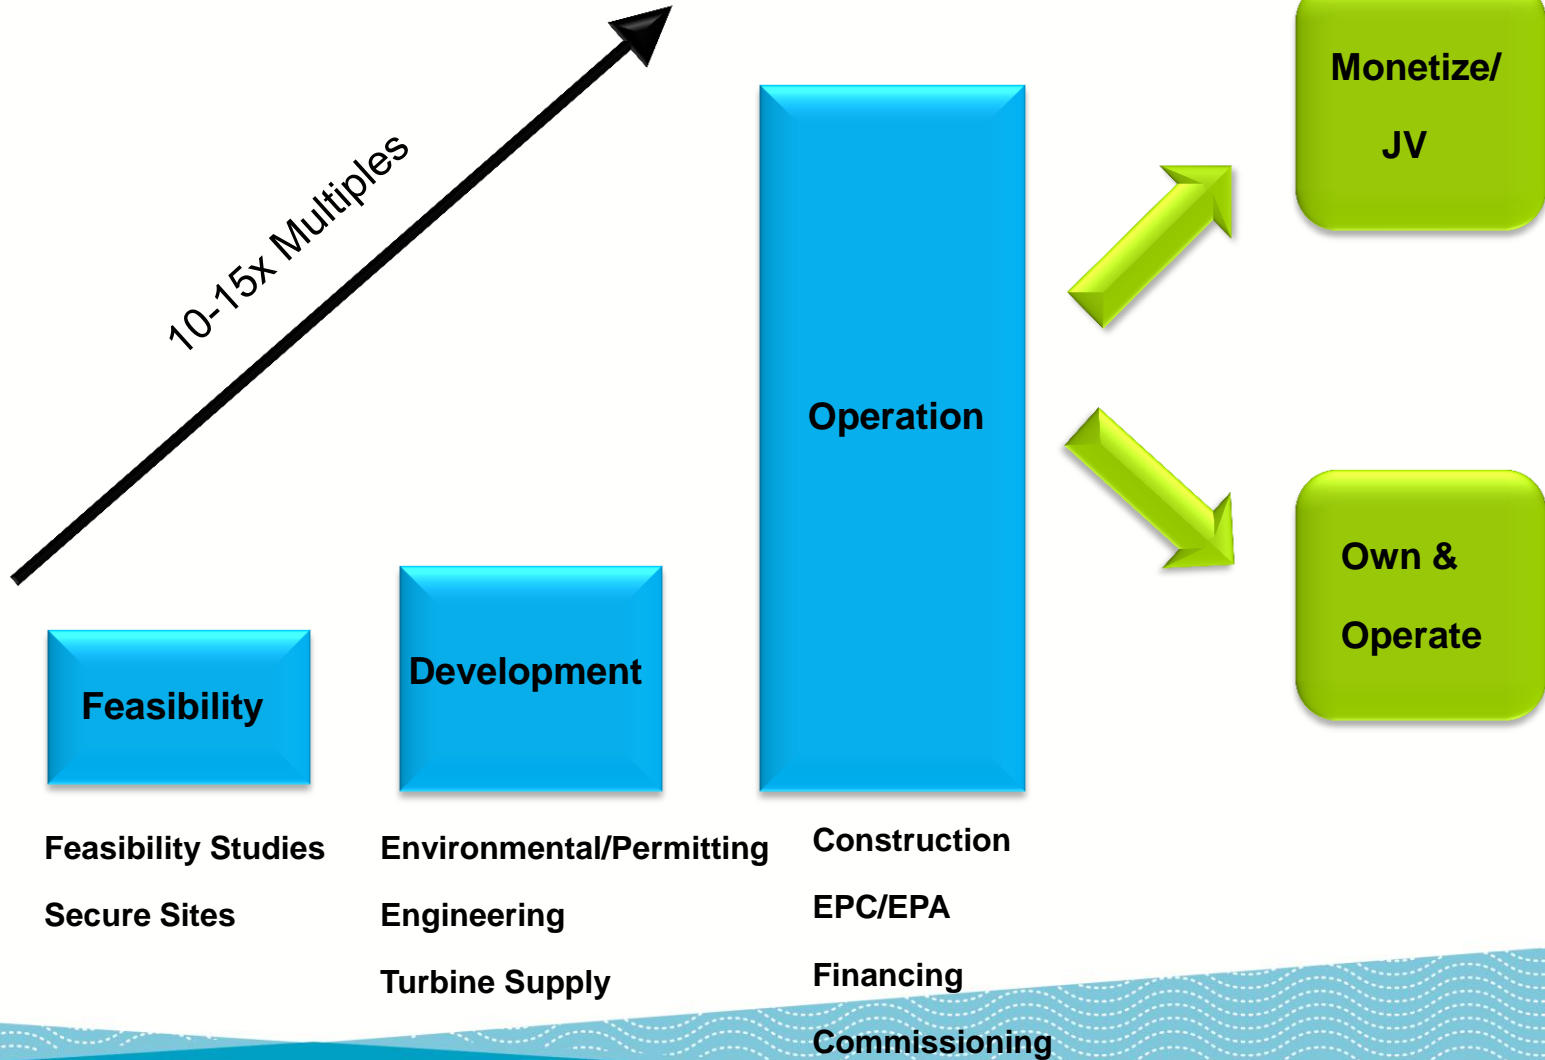 10-15x Multiples
Monetize/
JV
Operation
Own &
Operate
Feasibility
Development
Feasibility Studies
Secure Sites
Environmental/Permitting
Engineering
Turbine Supply
Construction
EPC/EPA
Financing
Commissioning